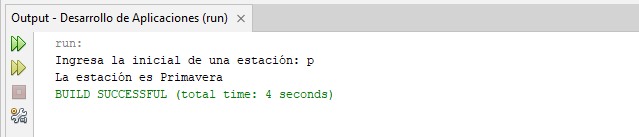 Output - Desarrollo de Aplicaciones (run) ×
run:
Ingresa la inicial de una estación: p
La estación es Primavera
BUILD SUCCESSFUL (total time: 4 seconds)